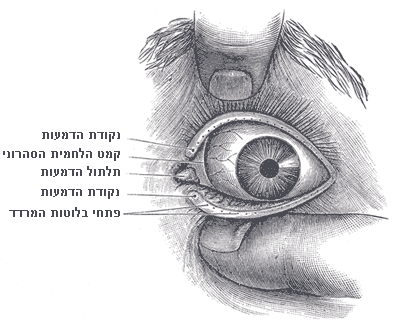 נקודת הדמעות
קמט הלחמית הסהרוני
תלתול הדמעות
נקודת הדמעות
פתחי בלוטות המרדד